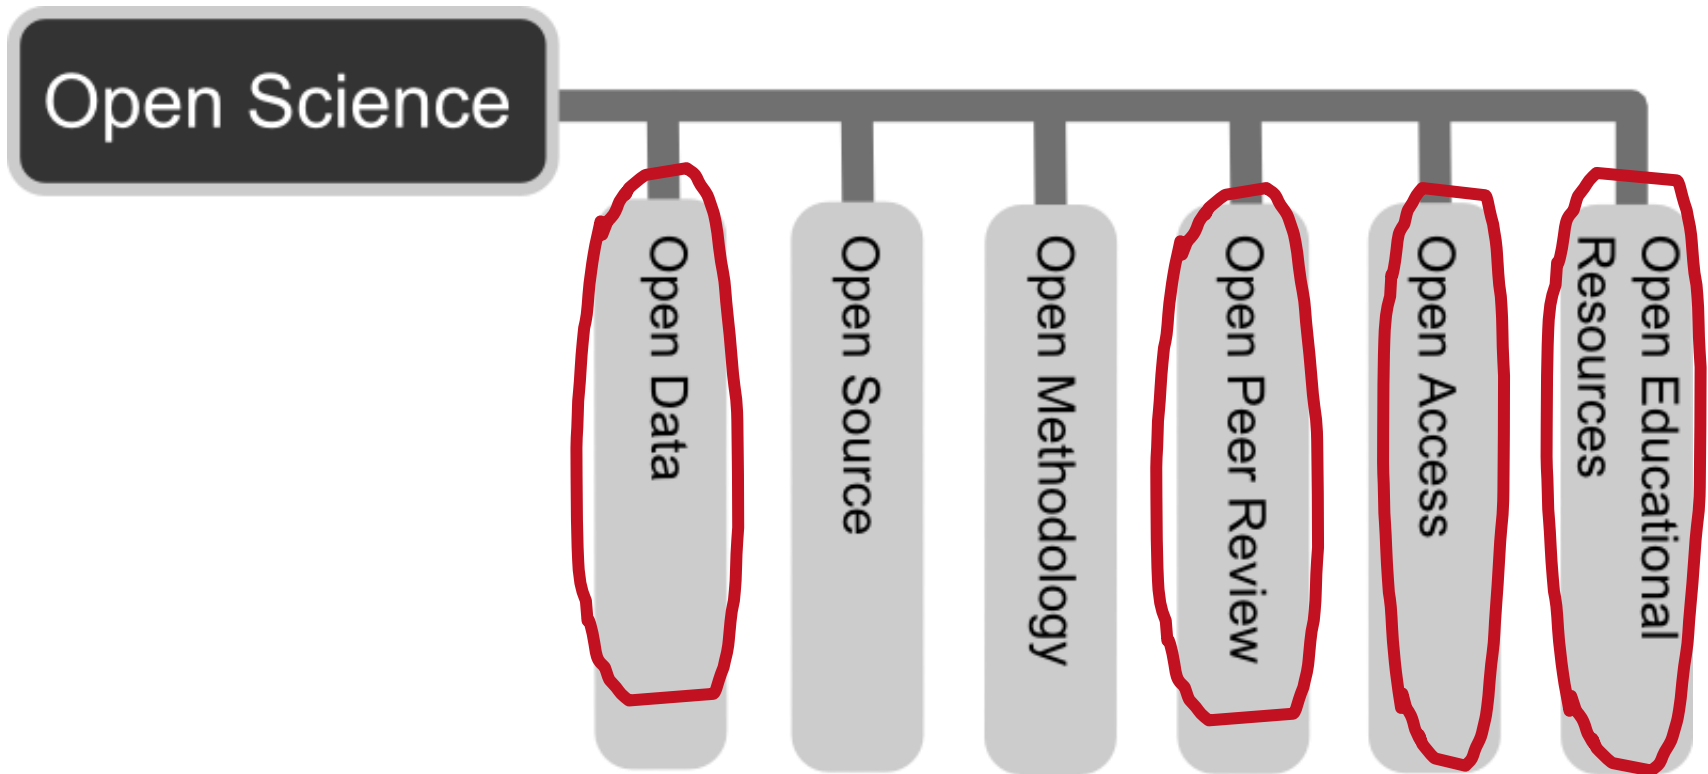 Open Science
Open Data
Open Source
Open Methodology
Open Peer Review
Open Access
Open Educational
Resources